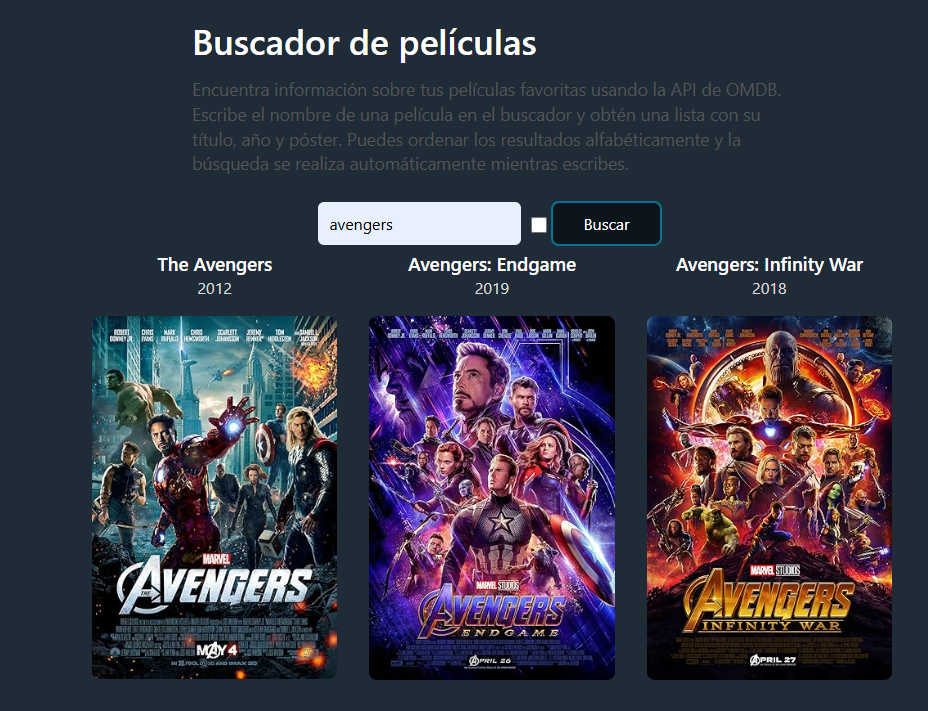 Buscador de películas
Encuentra información sobre tus películas favoritas usando la API de OMDB.
Escribe el nombre de una película en el buscador y obtén una lista con su
título, año y póster. Puedes ordenar los resultados alfabéticamente y la
búsqueda se realiza automáticamente mientras escribes.
avengers
Buscar
The Avengers
2012
Avengers: Endgame
2019
Avengers: Infinity War
2018
ROBERT DOWNEY JR.
CHRIS EVANS
MARK RUFFALO
CHRIS HEMSWORTH
SCARLETT JOHANSSON
JEREMY RENNER
TOM HIDDLESTON
SAMUEL L. JACKSON
MARVEL
THE AVENGERS
MAY 4
MARVEL STUDIOS
AVENGERS
ENDGAME
APRIL 26
MARVEL STUDIOS
AVENGERS
INFINITY WAR
APRIL 27